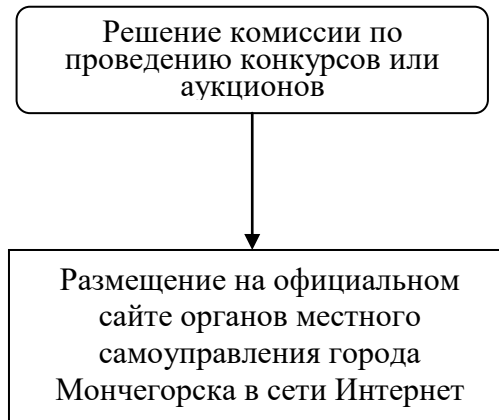 Решение комиссии по
проведению конкурсов или
аукционов
Размещение на официальном
сайте органов местного
самоуправления города
Мончегорска в сети Интернет